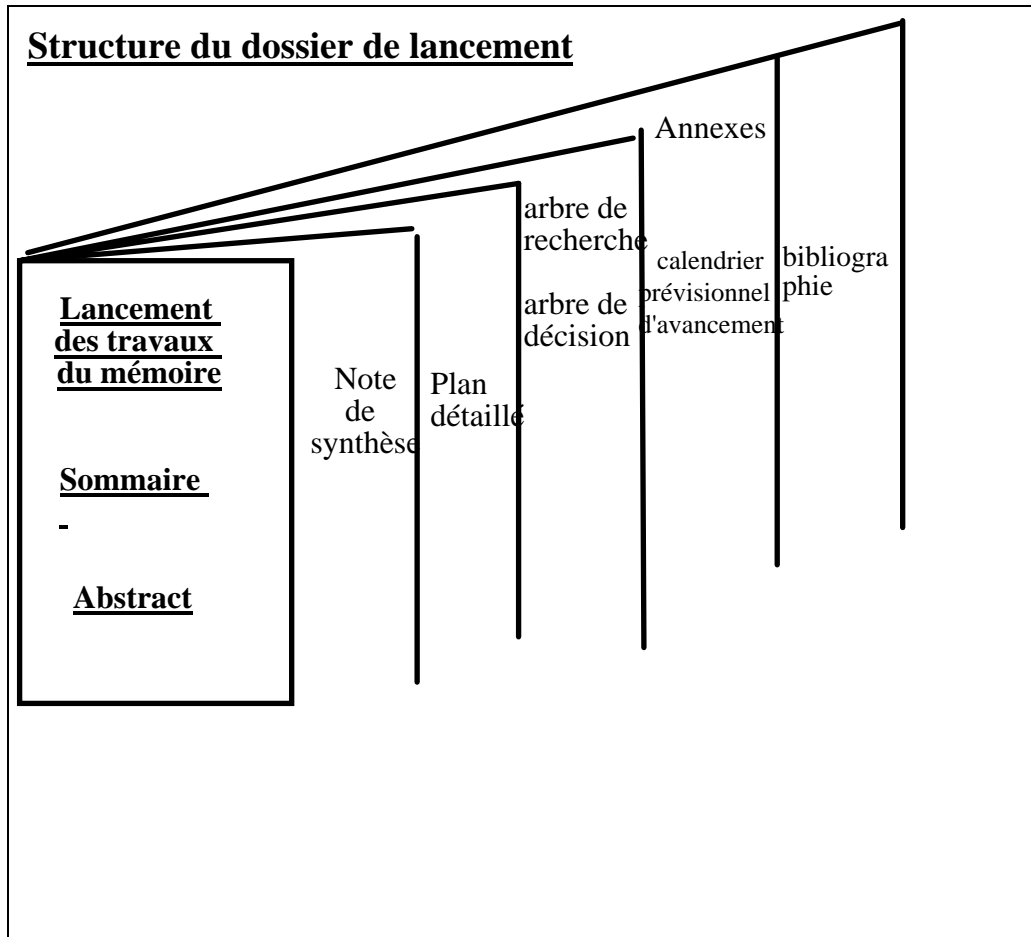 Structure du dossier de lancement
Lancement
des travaux
du mémoire
Sommaire
-
Abstract
Note
de
synthèse
Plan
détaillé
arbre de
recherche
arbre de
décision
Annexes
calendrier
prévisionnel
d'avancement
bibliogra
phie